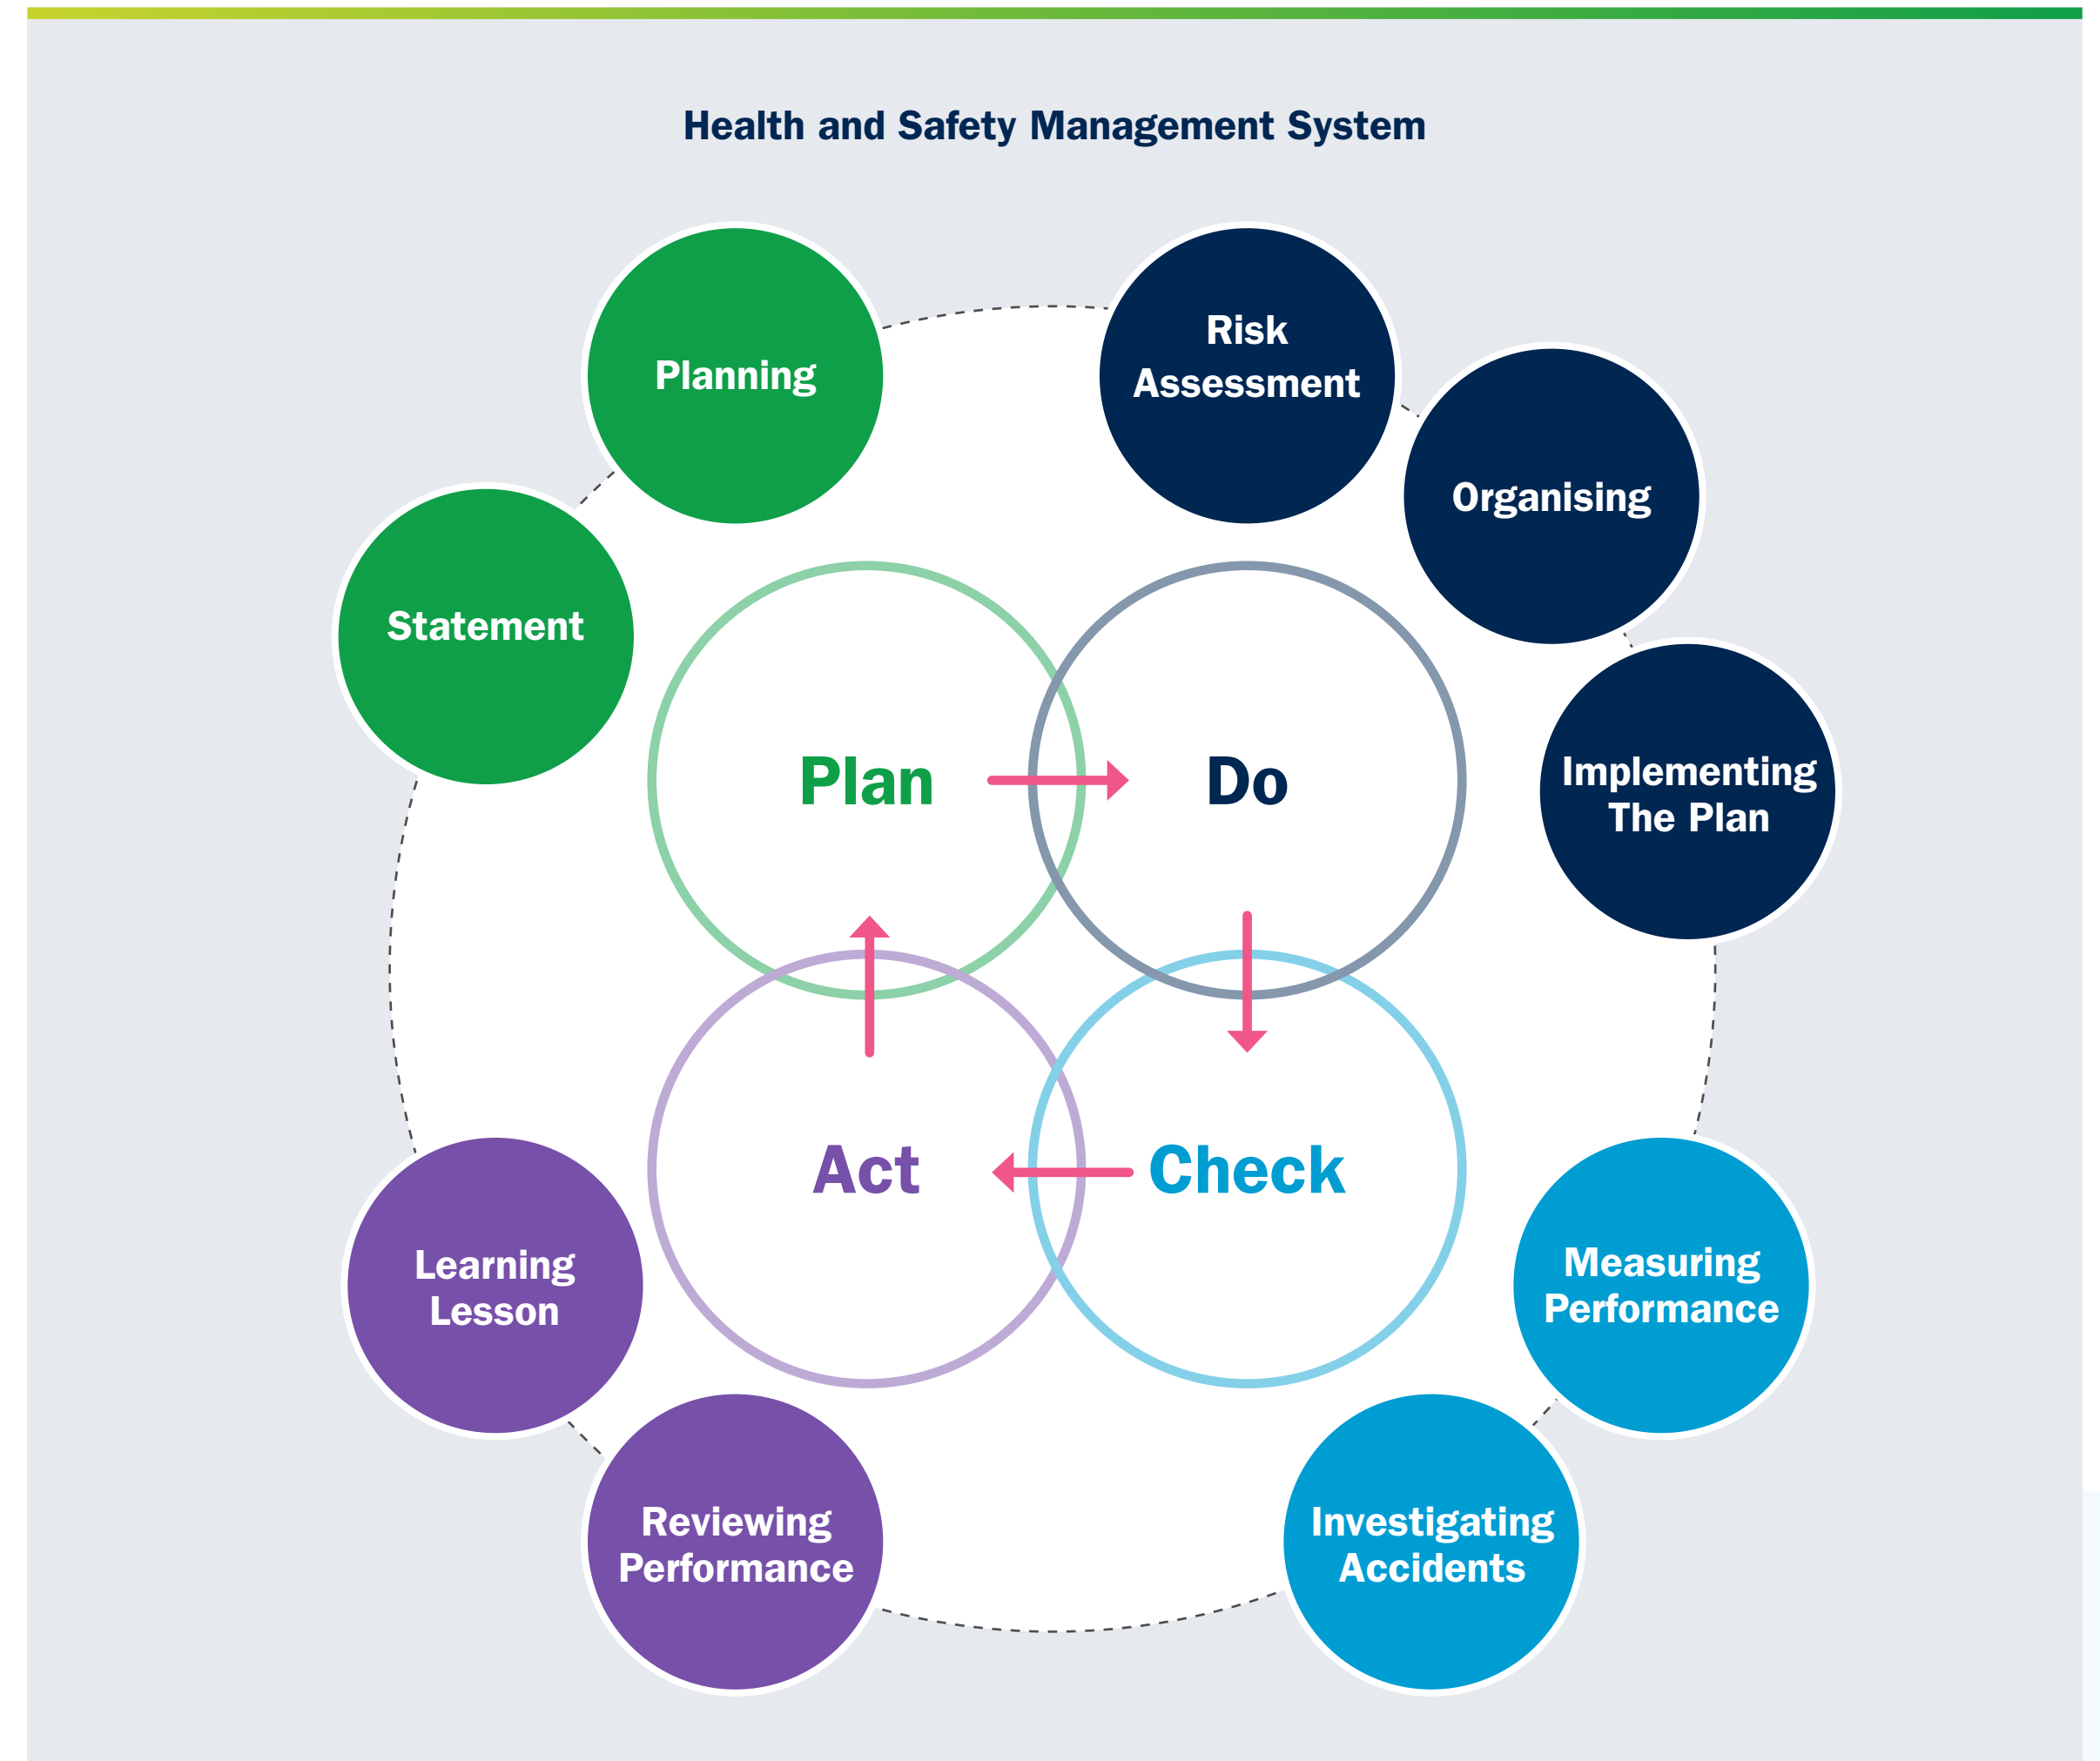 Health and Safety Management System
Planning
Risk
Assessment
Organising
Statement
Implementing
The Plan
Plan
Do
Act
Check
Learning
Lesson
Measuring
Performance
Reviewing
Performance
Investigating
Accidents